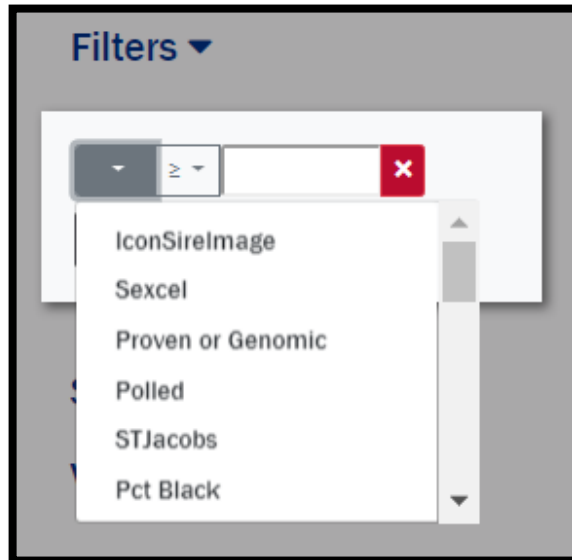 Filters
≥
IconSireImage
Sexcel
Proven or Genomic
Polled
STJacobs
Pct Black